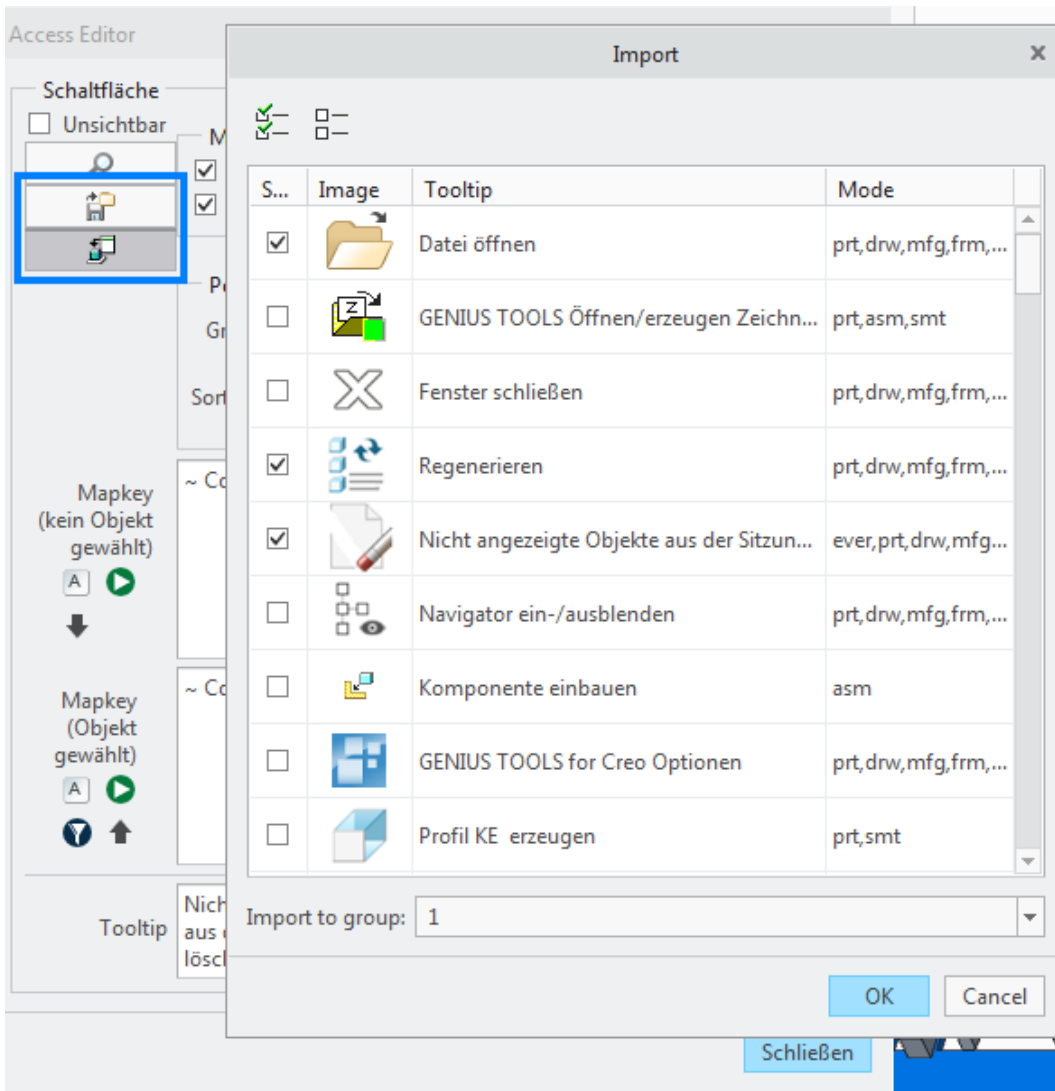 Access Editor
Import
Schaltfläche
Unsichtbar
S... Image Tooltip Mode
Datei öffnen prt,drw,mfg,frm,...
GENIUS TOOLS Öffnen/erzeugen Zeichn... prt,asm,smt
Fenster schließen prt,drw,mfg,frm,...
Regenerieren prt,drw,mfg,frm,...
Nicht angezeigte Objekte aus der Sitzun... ever,prt,drw,mfg...
Navigator ein-/ausblenden prt,drw,mfg,frm,...
Komponente einbauen asm
GENIUS TOOLS for Creo Optionen prt,drw,mfg,frm,...
Profil KE erzeugen prt,smt
Sort
Mapkey
(kein Objekt
gewählt)
A
~ Co
Mapkey
(Objekt
gewählt)
A
~ Co
Tooltip
Nich
aus
lösch
Import to group: 1
OK Cancel
Schließen